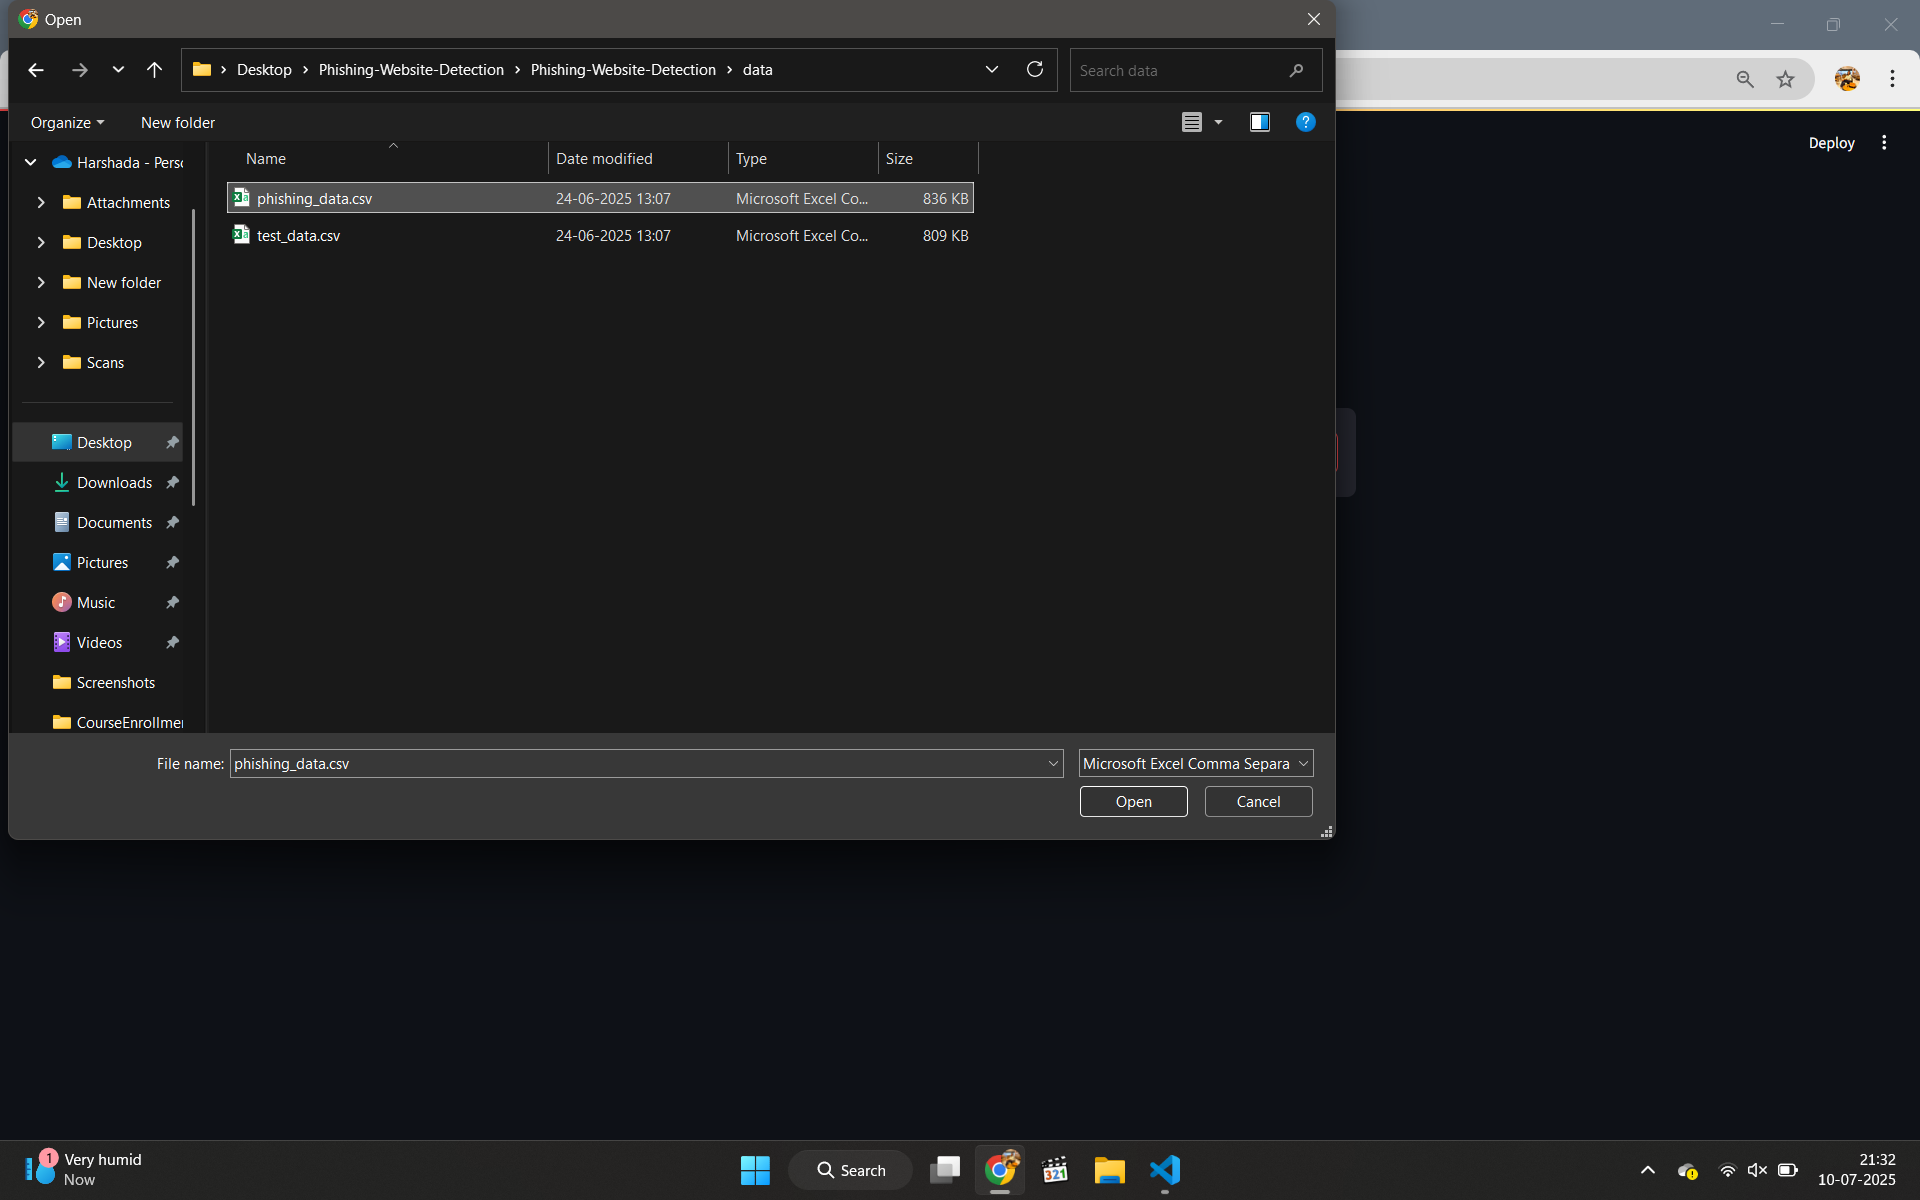 Open
Desktop > Phishing-Website-Detection > Phishing-Website-Detection > data
Search data
Organize
New folder
Deploy
Harshada - Perso
Attachments
Desktop
New folder
Pictures
Scans
Desktop
Downloads
Documents
Pictures
Music
Videos
Screenshots
CourseEnrollmen
Name Date modified Type Size
phishing_data.csv 24-06-2025 13:07 Microsoft Excel Co... 836 KB
test_data.csv 24-06-2025 13:07 Microsoft Excel Co... 809 KB
File name: phishing_data.csv Microsoft Excel Comma Separa
Open Cancel
1
Very humid
Now
Search
321
21:32
10-07-2025